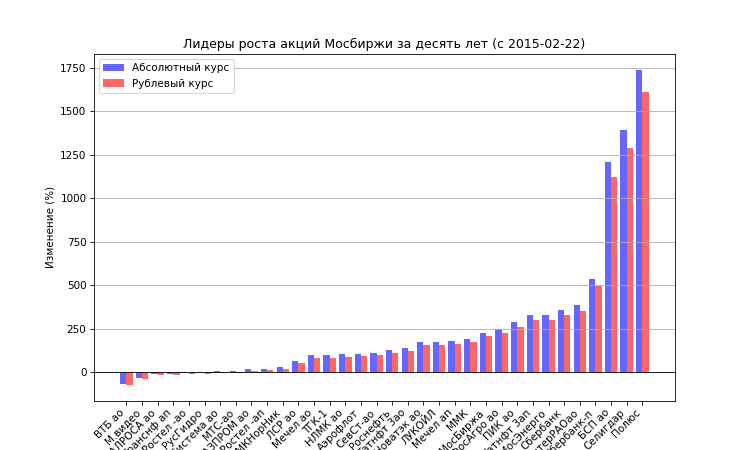 Лидеры роста акций Мосбиржи за десять лет (с 2015-02-22)
Абсолютный курс
Рублевый курс
Изменение (%)
1750
1500
1250
1000
750
500
250
0
ВТБ ао
М.видео
АЛРОСА ао
Транснф ап
Ростел -ао
РусГидро
Система ао
МТС-ао
ГАЗПРОМ ао
Ростел -ап
ГМКНорНик
ЛСР ао
Мечел ао
ТГК-1
НЛМК ао
Аэрофлот
СевСт-ао
Роснефть
Татнфт 3ао
Новатэк ао
ЛУКОЙЛ
Мечел ап
ММК
МосБиржа
РосАгро ао
ПИК ао
Татнфт 3ап
МосЭнерго
Сбербанк
ИнтерРАОао
Сбербанк-п
БСП ао
Селигдар
Полюс